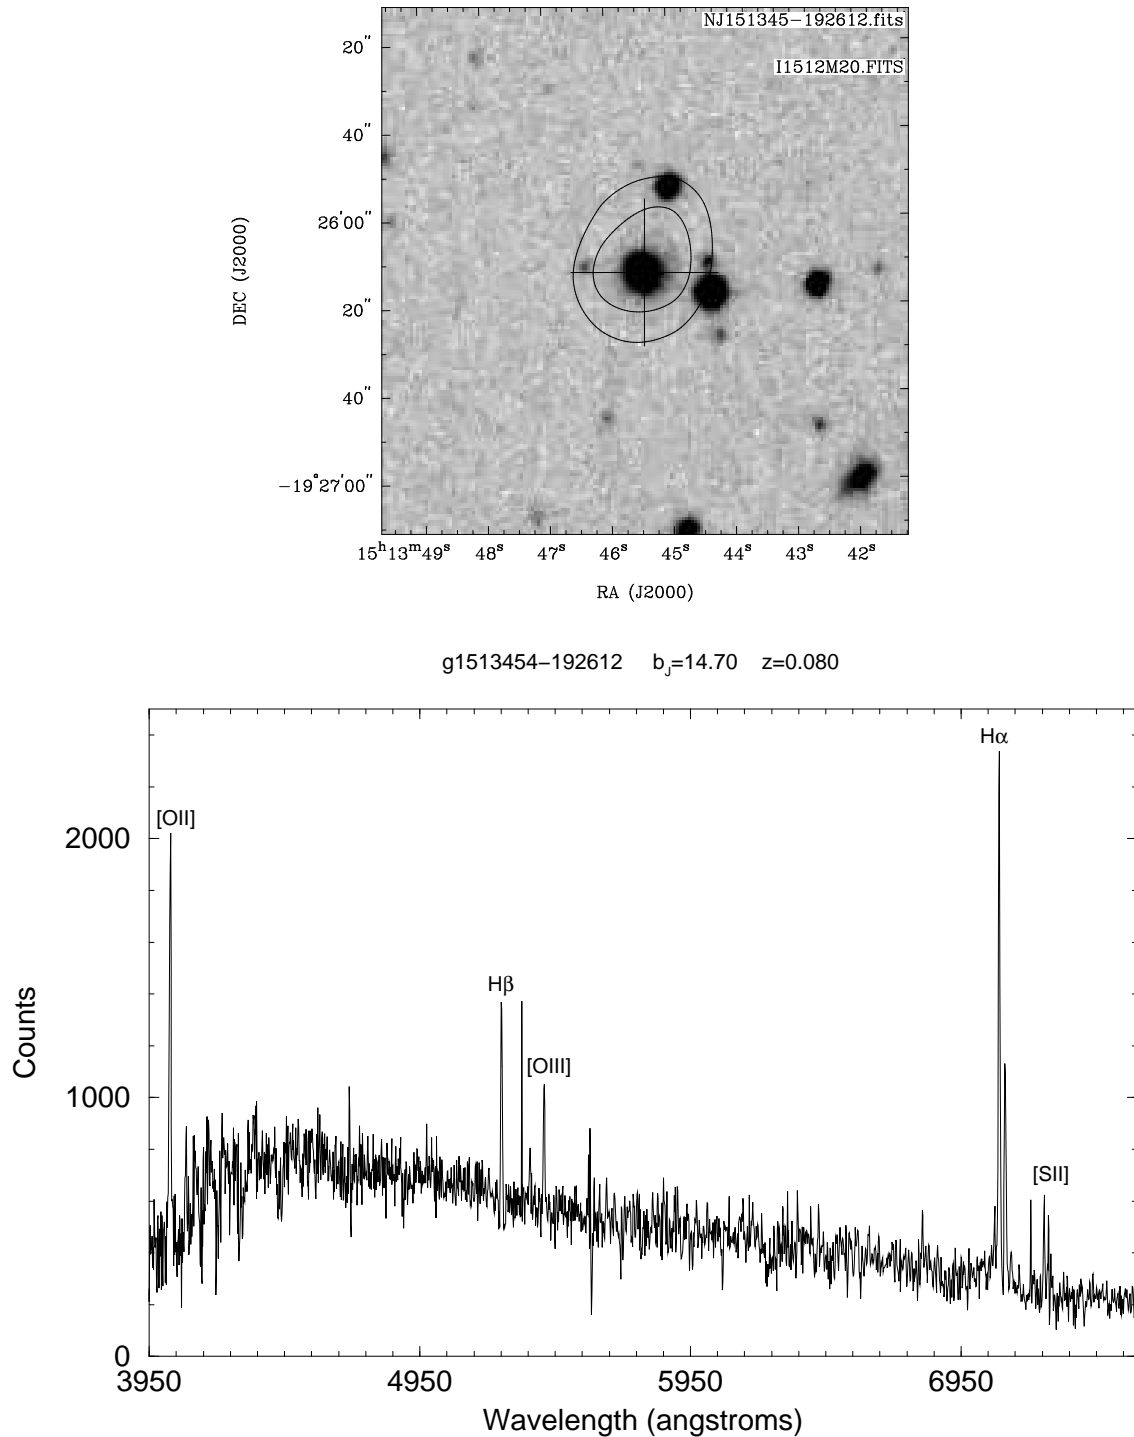 NJ151345−192612.fits
I1512M20.FITS
20"
40"
26'00"
20"
40"
−19°27'00"
DEC (J2000)
15ʰ13ᵐ49ˢ 48ˢ 47ˢ 46ˢ 45ˢ 44ˢ 43ˢ 42ˢ
RA (J2000)
g1513454−192612 bJ=14.70 z=0.080
[OII]
Hβ
[OIII]
Hα
[SII]
2000
1000
0
Counts
3950 4950 5950 6950
Wavelength (angstroms)